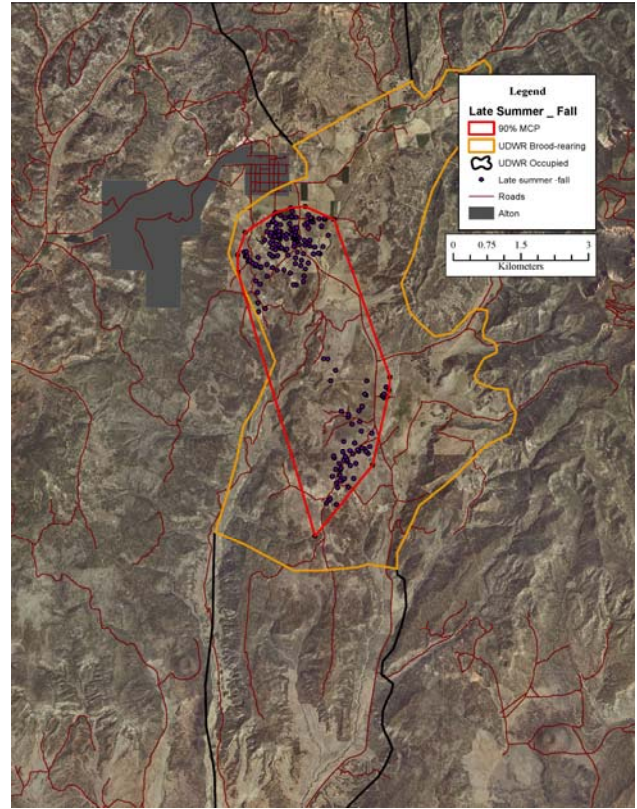 Legend
Late Summer _ Fall
90% MCP
UDWR Brood-rearing
UDWR Occupied
Late summer -fall
Roads
Alton
0 0.75 1.5 3
Kilometers